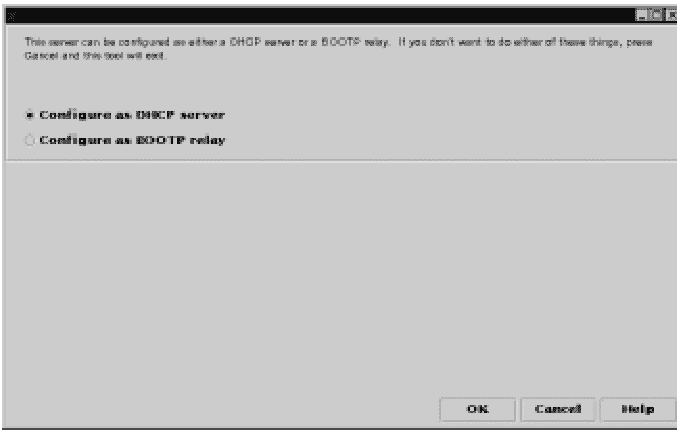 This server can be configured as either a DHCP server or a BOOTP relay. If you don't want to do either of these things, press
Cancel and this tool will exit.
Configure as DHCP server
Configure as BOOTP relay
OK
Cancel
Help